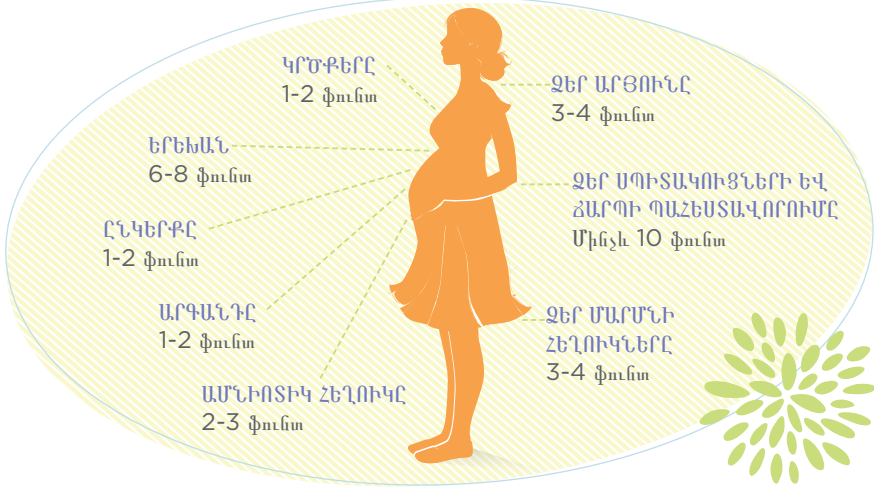 ԿՐԾՔԵՐԸ
1-2 ֆունտ
ԵՐԵԽԱՆ
6-8 ֆունտ
ԸՆԿԵՐՔԸ
1-2 ֆունտ
ԱՐԳԱՆԴԸ
1-2 ֆունտ
ԱՄՆԻՈՏԻԿ ՀԵՂՈՒԿԸ
2-3 ֆունտ
ՁԵՐ ԱՐՅՈՒՆԸ
3-4 ֆունտ
ՁԵՐ ՍՊԻՏԱԿՈՒՅՑՆԵՐԻ ԵՎ
ՃԱՐՊԻ ՊԱՀԵՍՏԱՎՈՐՈՒՄԸ
Մինչև 10 ֆունտ
ՁԵՐ ՄԱՐՄՆԻ
ՀԵՂՈՒԿՆԵՐԸ
3-4 ֆունտ